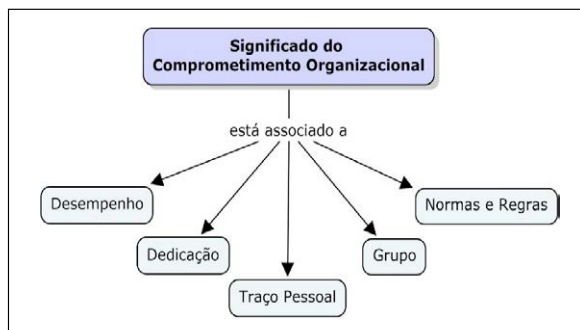 Significado do
Comprometimento Organizacional
está associado a
Desempenho
Normas e Regras
Dedicação
Grupo
Traço Pessoal